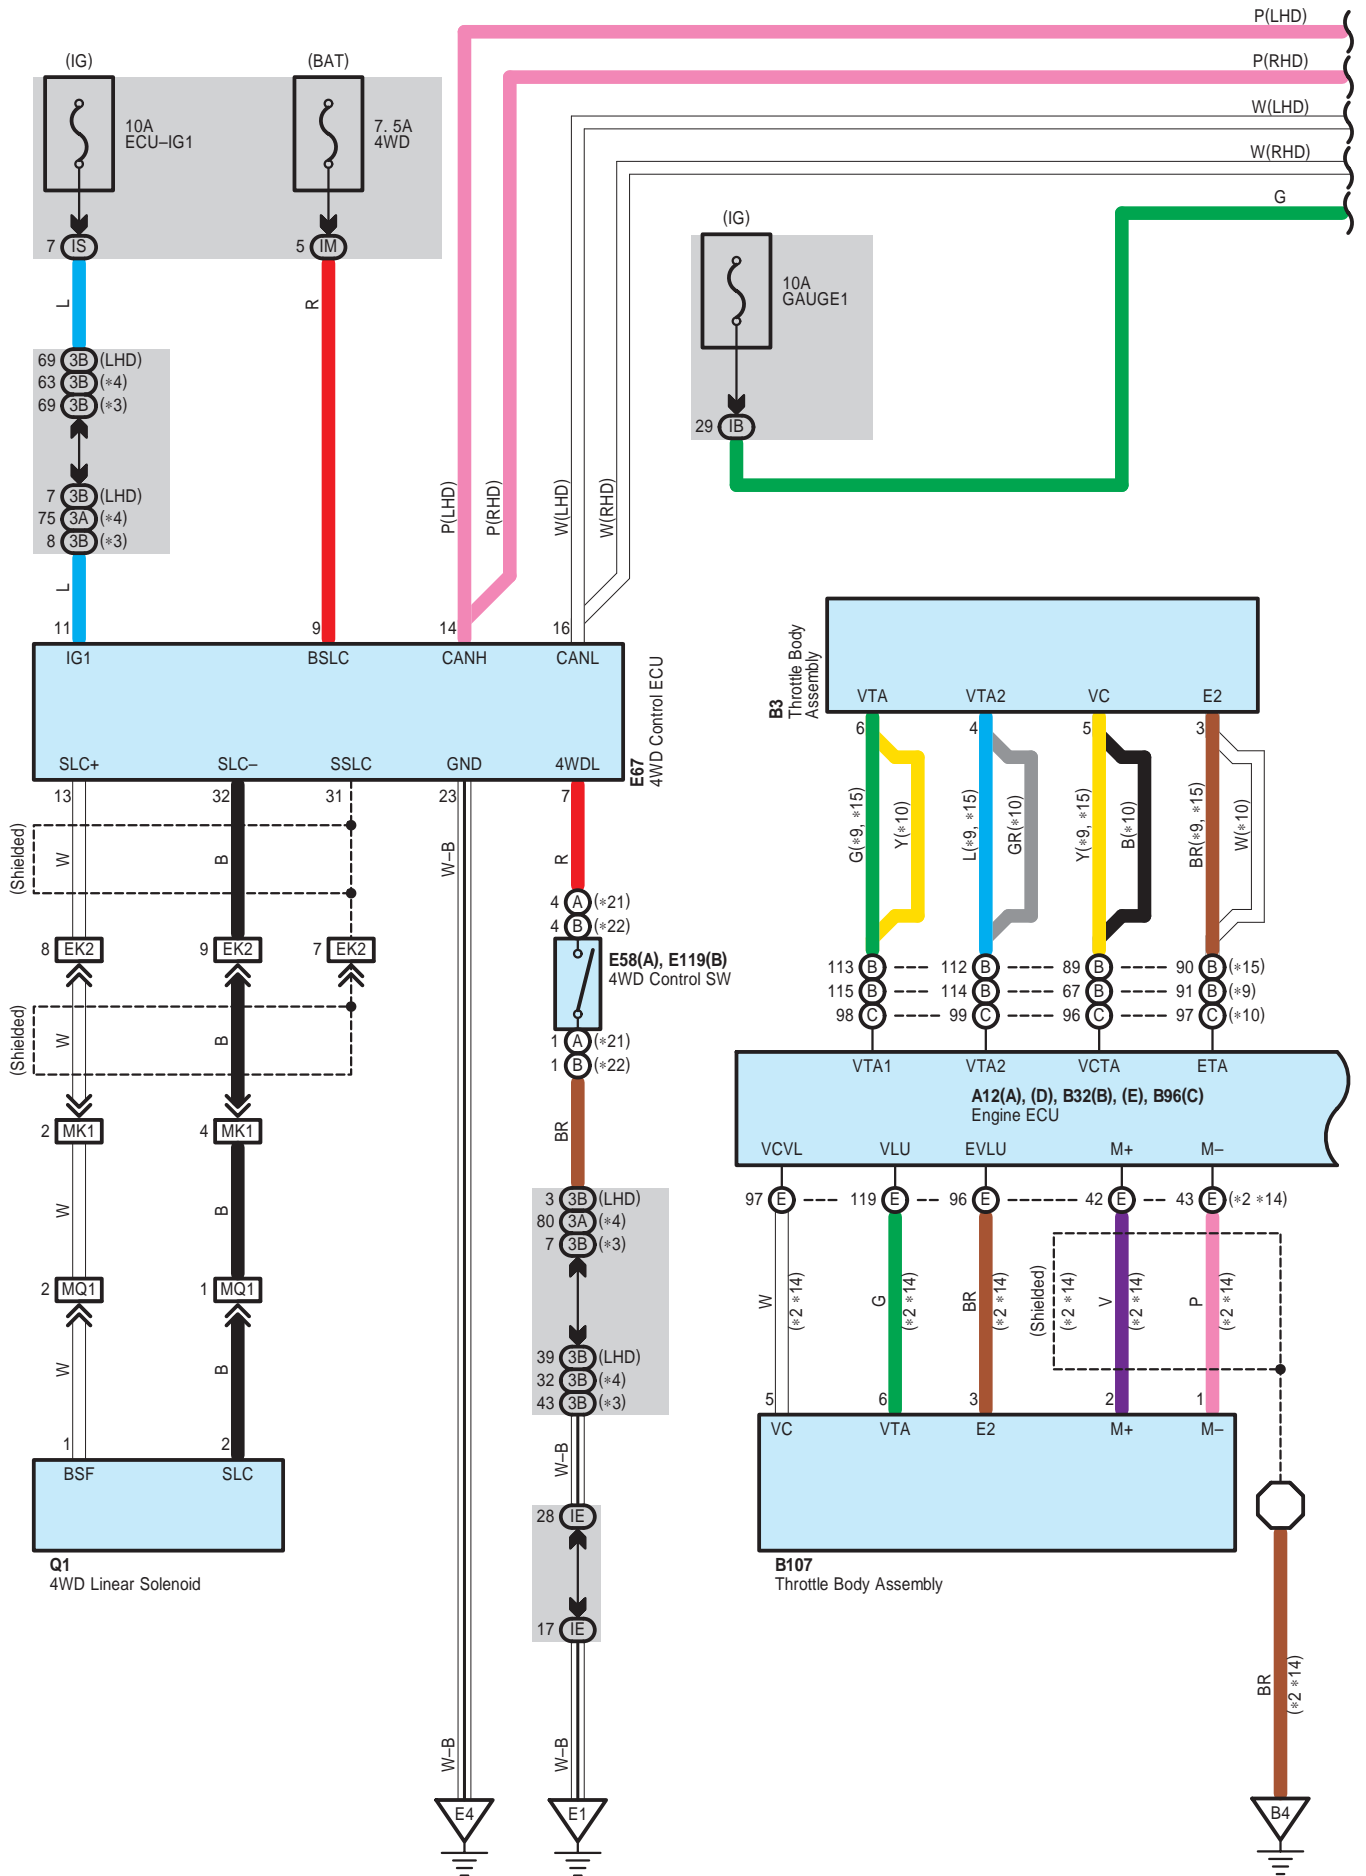 P(LHD)
P(RHD)
W(LHD)
W(RHD)
G
(IG)
(BAT)
10A
ECU–IG1
7. 5A
4WD
7 IS
5 IM
(IG)
10A
GAUGE1
29 IB
L
R
69 3B (LHD)
63 3B (*4)
69 3B (*3)
7 3B (LHD)
75 3A (*4)
8 3B (*3)
L
P(LHD)
P(RHD)
W(LHD)
W(RHD)
11 9 14 16
IG1 BSLC CANH CANL
E67
4WD Control ECU
SLC+ SLC– SSLC GND 4WDL
13 32 31 23 7
B3
Throttle Body
Assembly
VTA VTA2 VC E2
6 4 5 3
G(*9, *15)
Y(*10)
L(*9, *15)
GR(*10)
Y(*9, *15)
B(*10)
BR(*9, *15)
W(*10)
(Shielded)
W
B
W–B
R
4 A (*21)
4 B (*22)
8 EK2 9 EK2 7 EK2
E58(A), E119(B)
4WD Control SW
113 B 112 B 89 B 90 B (*15)
115 B 114 B 67 B 91 B (*9)
98 C 99 C 96 C 97 C (*10)
(Shielded)
W
B
1 A (*21)
1 B (*22)
VTA1 VTA2 VCTA ETA
A12(A), (D), B32(B), (E), B96(C)
Engine ECU
VCVL VLU EVLU M+ M–
2 MK1 4 MK1
BR
W
B
3 3B (LHD)
80 3A (*4)
7 3B (*3)
97 E 119 E 96 E 42 E 43 E (*2 *14)
2 MQ1 1 MQ1
W
(*2 *14)
G
(*2 *14)
BR
(*2 *14)
(Shielded)
(*2 *14)
V
(*2 *14)
P
39 3B (LHD)
32 3B (*4)
43 3B (*3)
W
B
5 6 3 2 1
VC VTA E2 M+ M–
1 2
BSF SLC
W–B
28 IE
17 IE
Q1
4WD Linear Solenoid
B107
Throttle Body Assembly
BR
(*2 *14)
W–B
W–B
E4
E1
B4